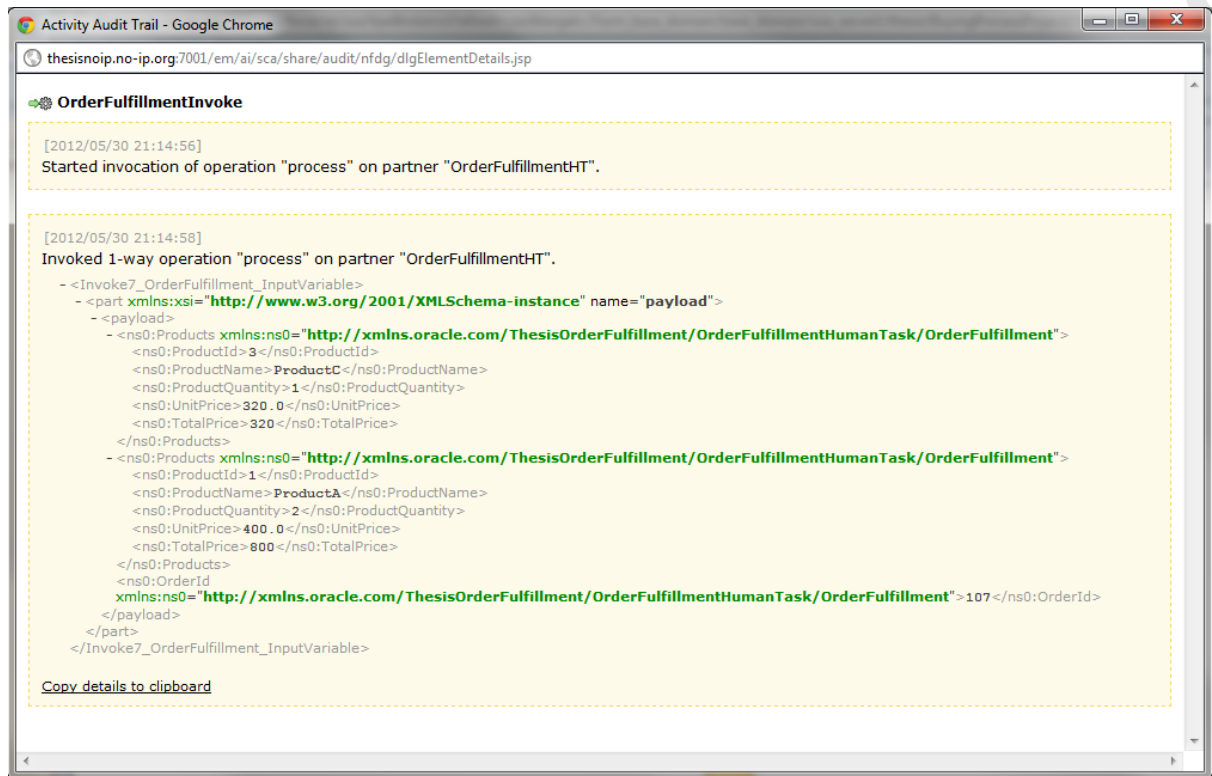 Activity Audit Trail - Google Chrome
thesisnoip.no-ip.org:7001/em/ai/sca/share/audit/nfdg/dlgElementDetails.jsp
OrderFulfillmentInvoke
[2012/05/30 21:14:56]
Started invocation of operation "process" on partner "OrderFulfillmentHT".
[2012/05/30 21:14:58]
Invoked 1-way operation "process" on partner "OrderFulfillmentHT".
- <Invoke7_OrderFulfillment_InputVariable>
- <part xmlns:xsi="http://www.w3.org/2001/XMLSchema-instance" name="payload">
- <payload>
- <ns0:Products xmlns:ns0="http://xmlns.oracle.com/ThesisOrderFulfillment/OrderFulfillmentHumanTask/OrderFulfillment">
<ns0:ProductId>3</ns0:ProductId>
<ns0:ProductName>ProductC</ns0:ProductName>
<ns0:ProductQuantity>1</ns0:ProductQuantity>
<ns0:UnitPrice>320.0</ns0:UnitPrice>
<ns0:TotalPrice>320</ns0:TotalPrice>
</ns0:Products>
- <ns0:Products xmlns:ns0="http://xmlns.oracle.com/ThesisOrderFulfillment/OrderFulfillmentHumanTask/OrderFulfillment">
<ns0:ProductId>1</ns0:ProductId>
<ns0:ProductName>ProductA</ns0:ProductName>
<ns0:ProductQuantity>2</ns0:ProductQuantity>
<ns0:UnitPrice>400.0</ns0:UnitPrice>
<ns0:TotalPrice>800</ns0:TotalPrice>
</ns0:Products>
<ns0:OrderId
xmlns:ns0="http://xmlns.oracle.com/ThesisOrderFulfillment/OrderFulfillmentHumanTask/OrderFulfillment">107</ns0:OrderId>
</payload>
</part>
</Invoke7_OrderFulfillment_InputVariable>
Copy details to clipboard